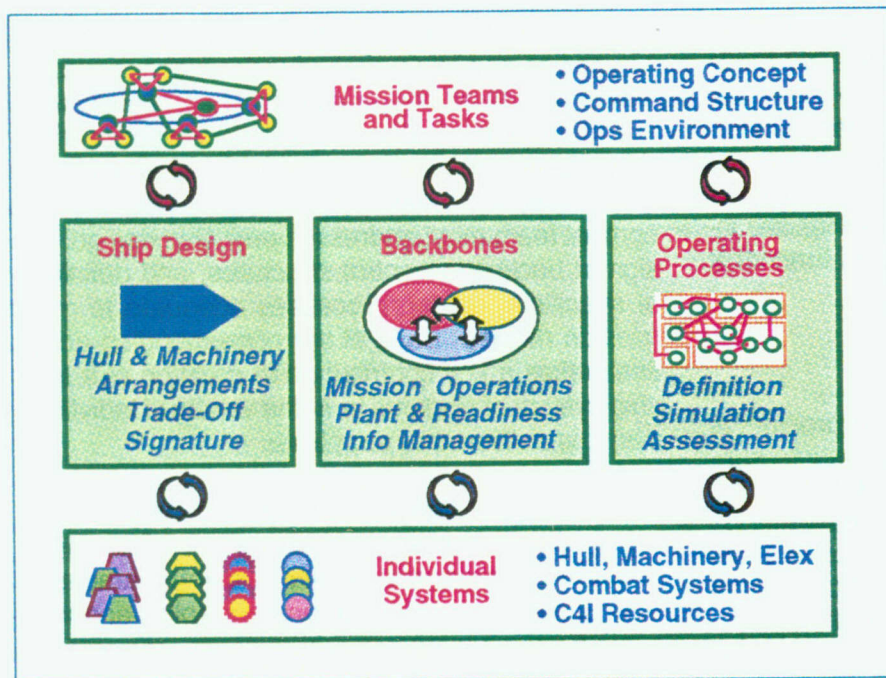 Mission Teams
and Tasks
• Operating Concept
• Command Structure
• Ops Environment
Ship Design
Hull & Machinery
Arrangements
Trade-Off
Signature
Backbones
Mission Operations
Plant & Readiness
Info Management
Operating
Processes
Definition
Simulation
Assessment
Individual
Systems
• Hull, Machinery, Elex
• Combat Systems
• C4I Resources